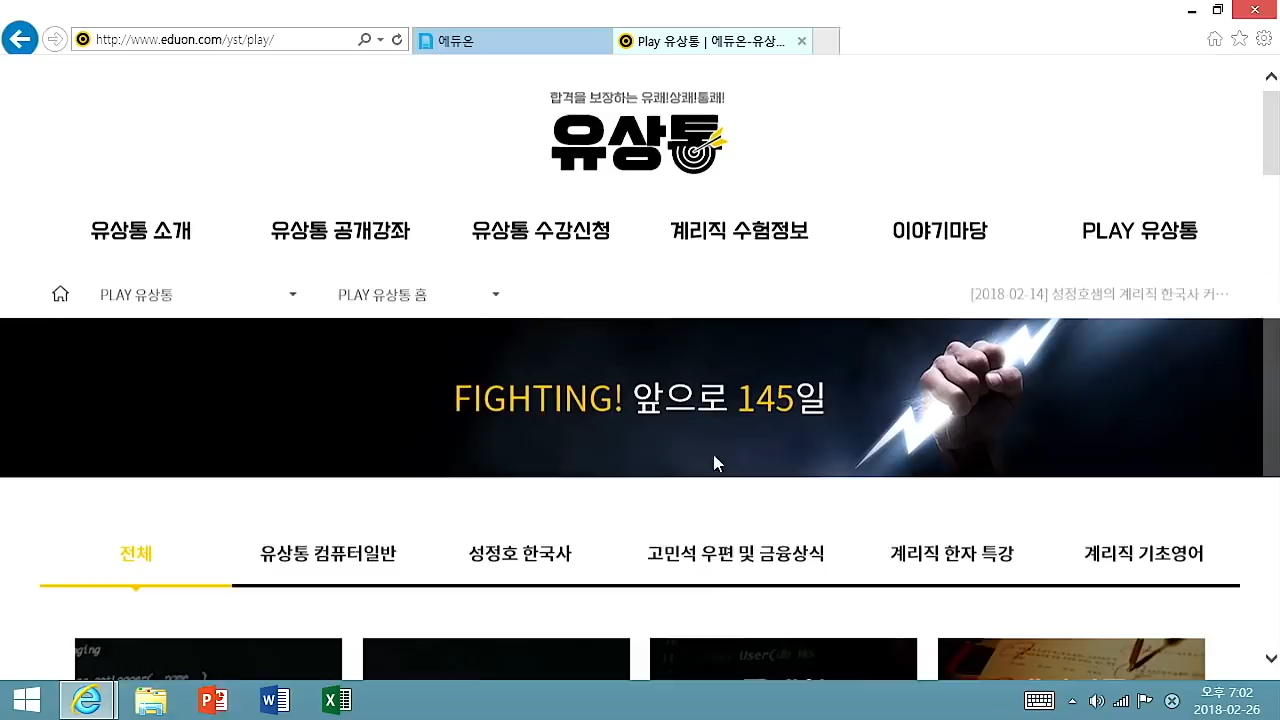 http://www.eduon.com/yst/play/
에듀온
Play 유상통 | 에듀온-유상...
합격을 보장하는 유쾌!상쾌!통쾌!
유상통
유상통 소개
유상통 공개강좌
유상통 수강신청
계리직 수험정보
이야기마당
PLAY 유상통
PLAY 유상통
PLAY 유상통 홈
[2018-02-14] 성정호샘의 계리직 한국사 커…
FIGHTING! 앞으로 145일
전체
유상통 컴퓨터일반
성정호 한국사
고민석 우편 및 금융상식
계리직 한자 특강
계리직 기초영어
User(
오후 7:02
2018-02-26